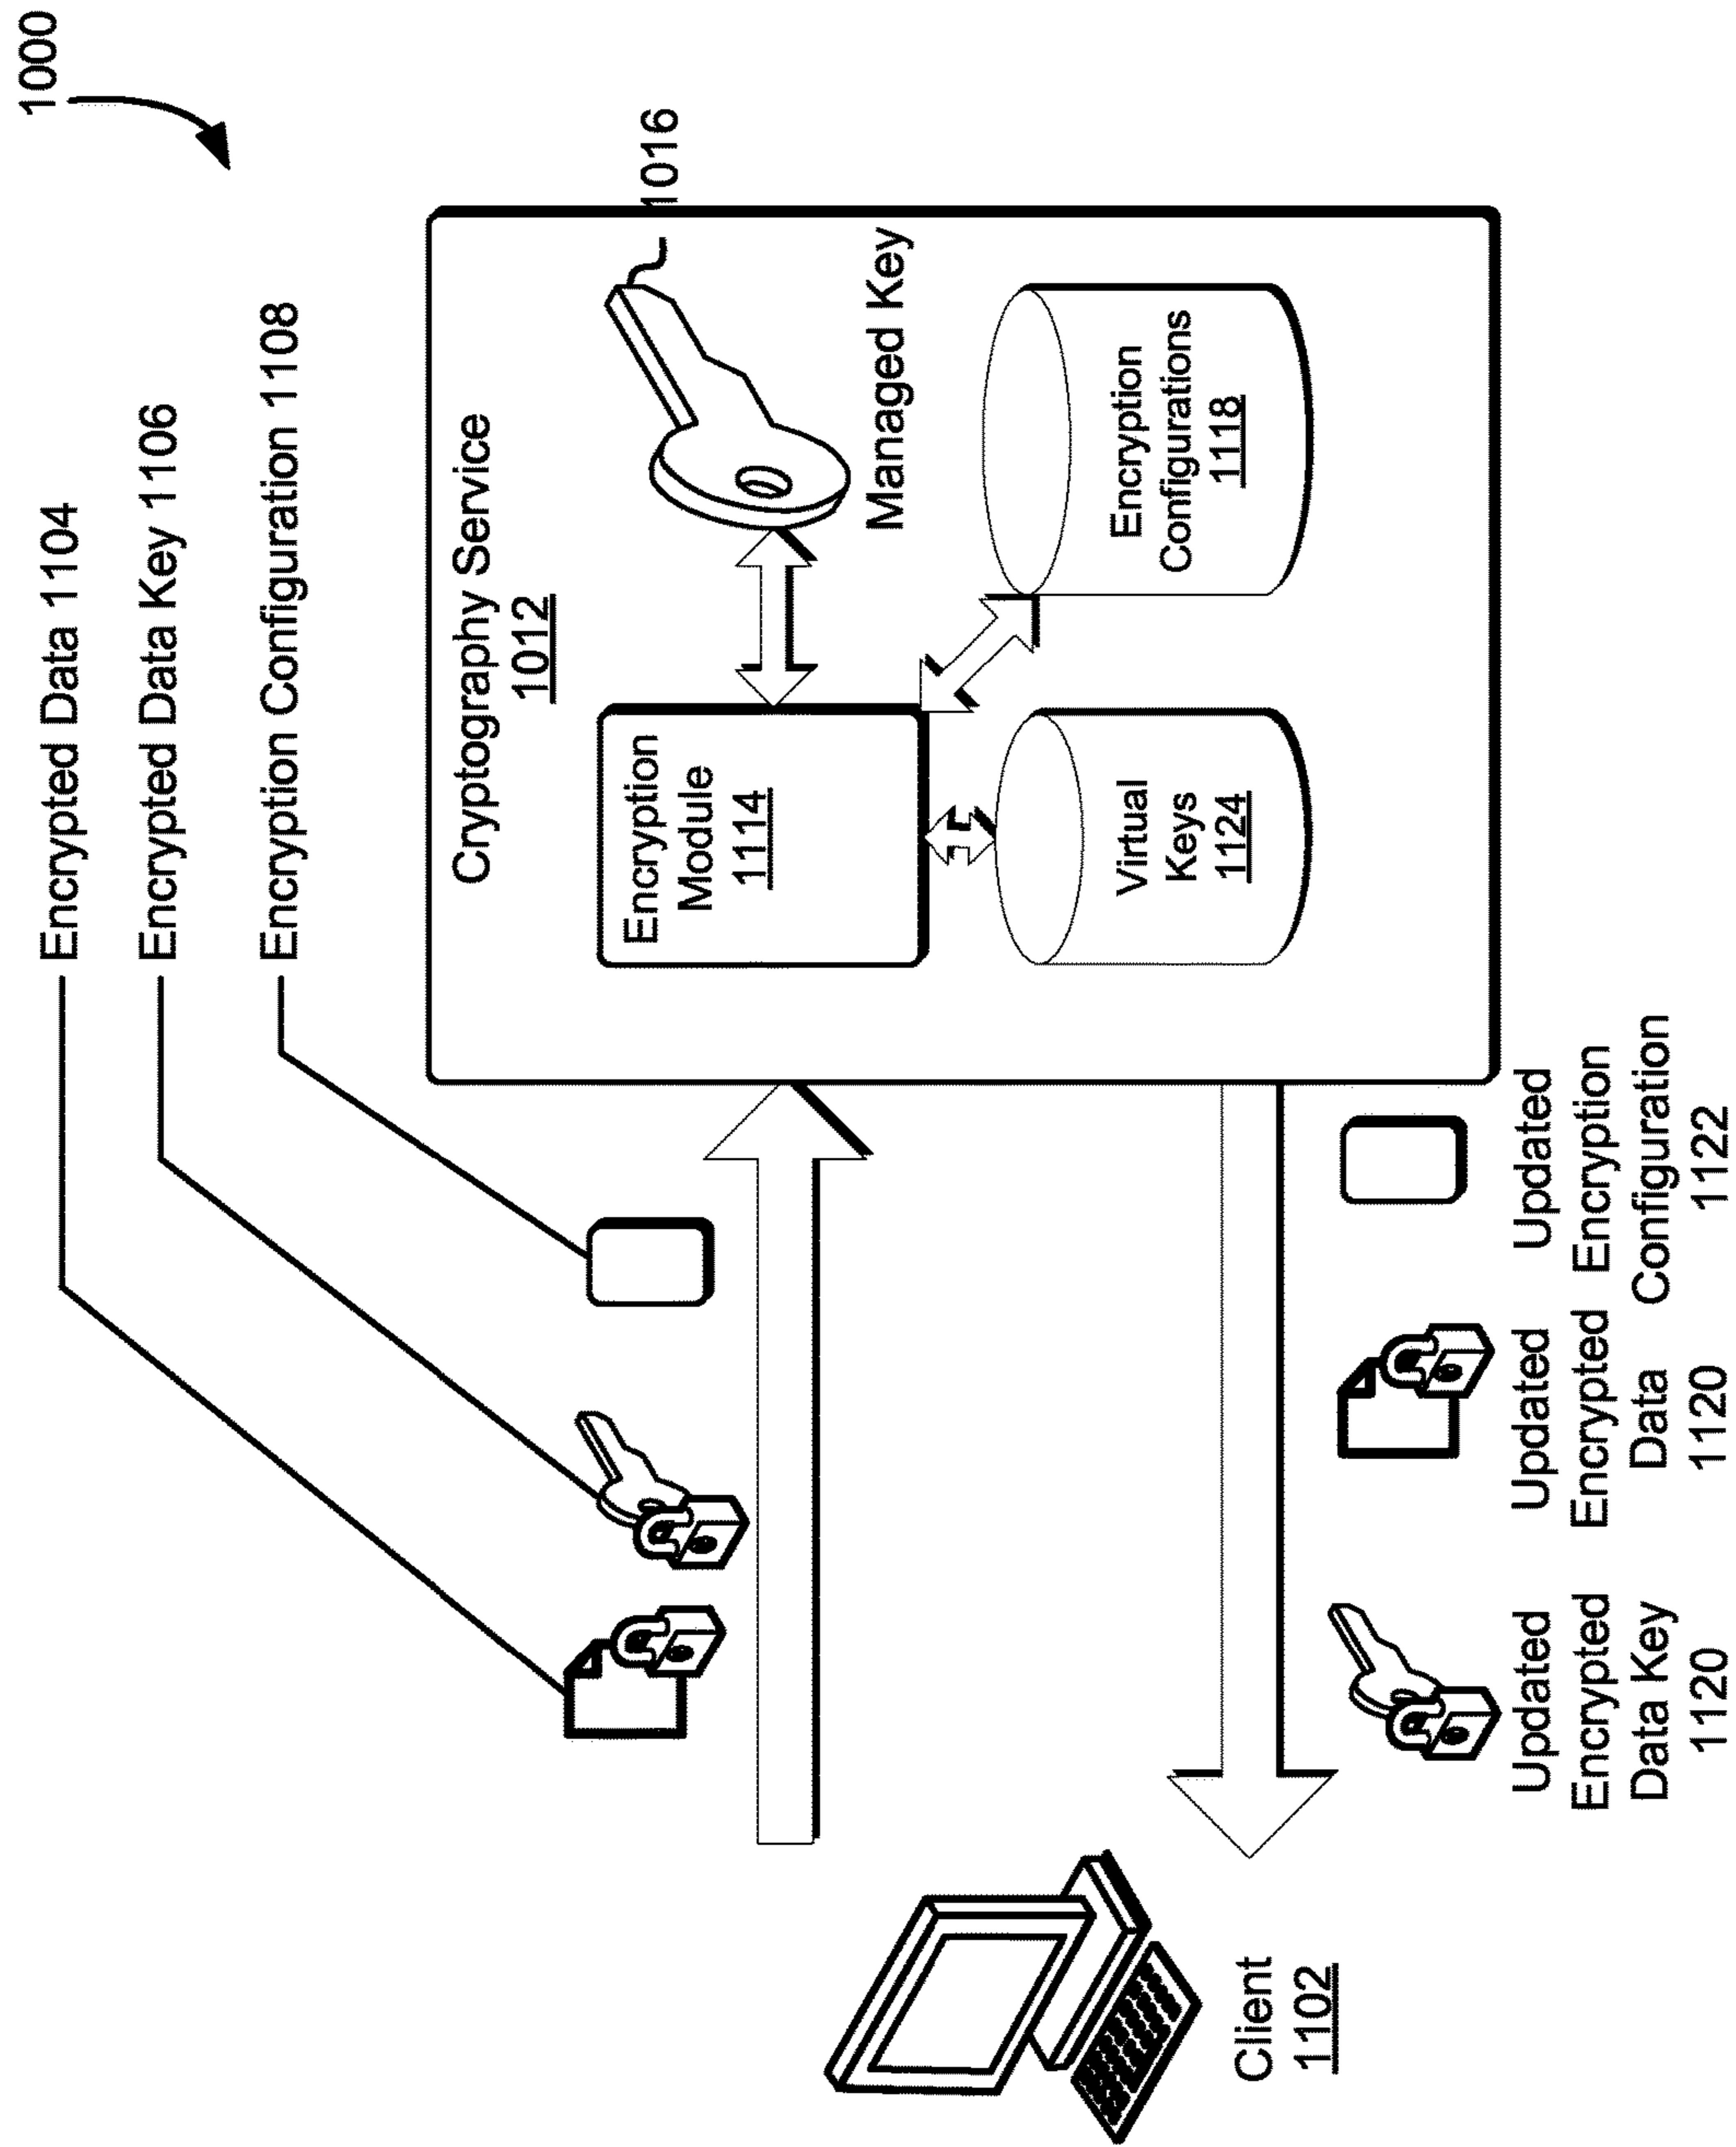 1000
Encrypted Data 1104
Encrypted Data Key 1106
Encryption Configuration 1108
Cryptography Service
1012
Encryption
Module
1114
1016
Managed Key
Virtual
Keys
1124
Encryption
Configurations
1118
Client
1102
Updated
Encrypted
Data Key
1120
Updated
Encrypted
Data
1120
Updated
Encryption
Configuration
1122